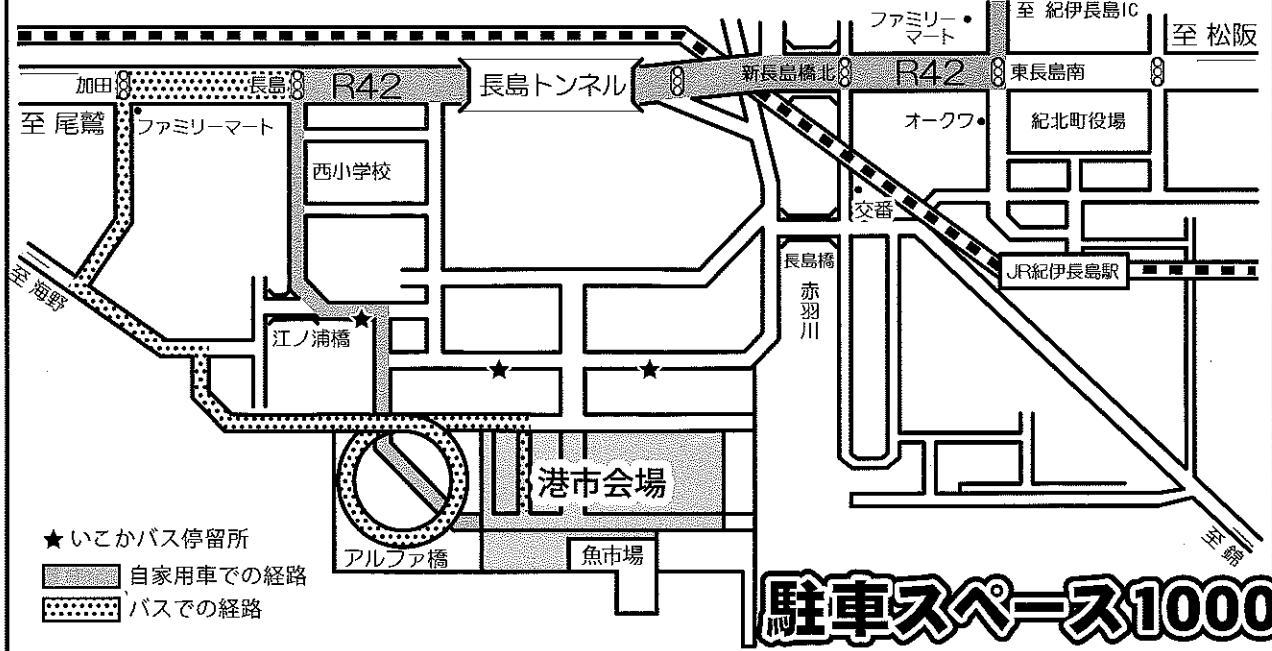 ファミリー
マート
至 紀伊長島IC
至 松阪
加田
長島
R42
長島トンネル
新長島橋北
R42
東長島南
至 尾鷲
ファミリーマート
オークワ
紀北町役場
西小学校
交番
至 海野
長島橋
JR紀伊長島駅
赤羽川
江ノ浦橋
港市会場
★いこかバス停留所
アルファ橋
魚市場
至 錦
自家用車での経路
バスでの経路
駐車スペース1000